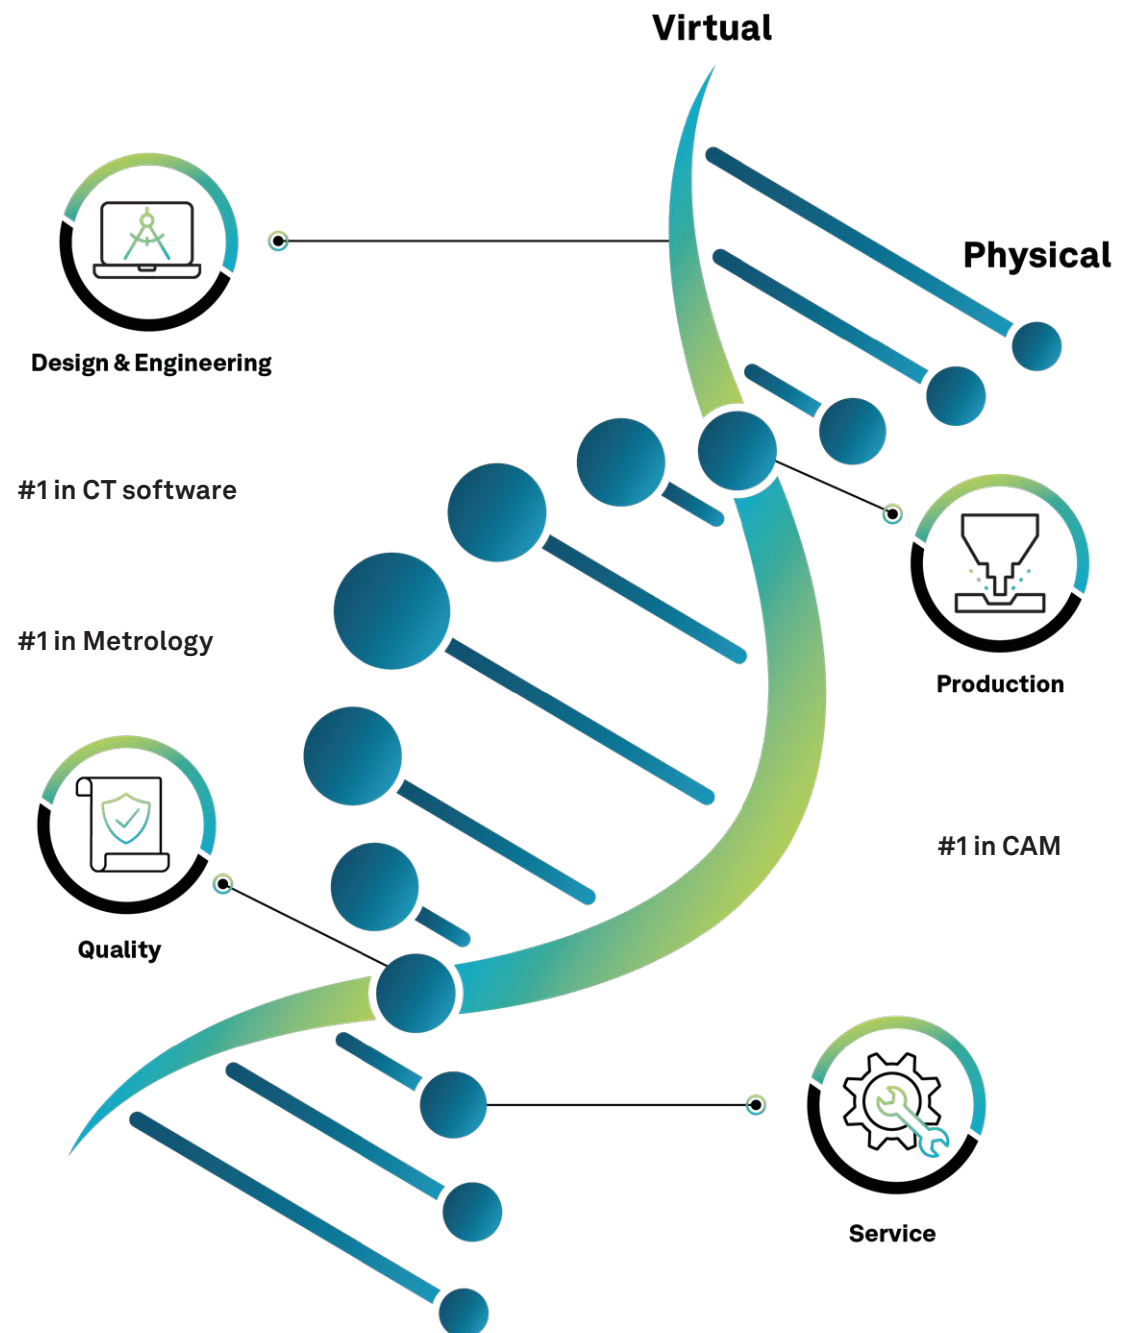 Virtual
Physical
Design & Engineering
#1 in CT software
#1 in Metrology
Production
#1 in CAM
Quality
Service